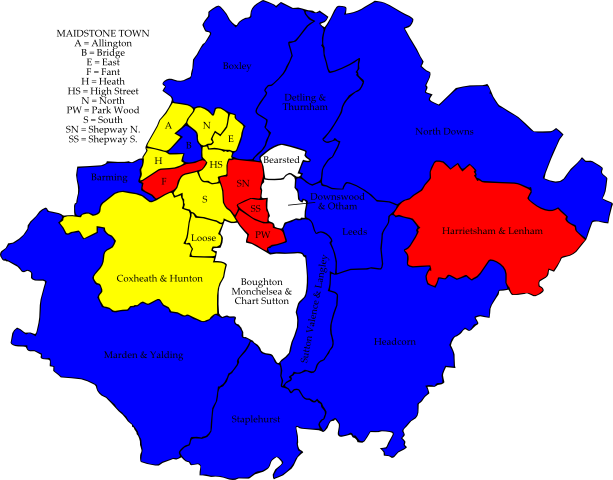 MAIDSTONE TOWN
A = Allington
B = Bridge
E = East
F = Fant
H = Heath
HS = High Street
N = North
PW = Park Wood
S = South
SN = Shepway N.
SS = Shepway S.
Boxley
Detling &
Thurnham
North Downs
A
N
E
B
H
HS
Bearsted
Barming
F
SN
S
SS
Downswood
& Otham
Leeds
PW
Loose
Harrietsham & Lenham
Coxheath & Hunton
Boughton
Monchelsea &
Chart Sutton
Sutton Valence & Langley
Marden & Yalding
Headcorn
Staplehurst